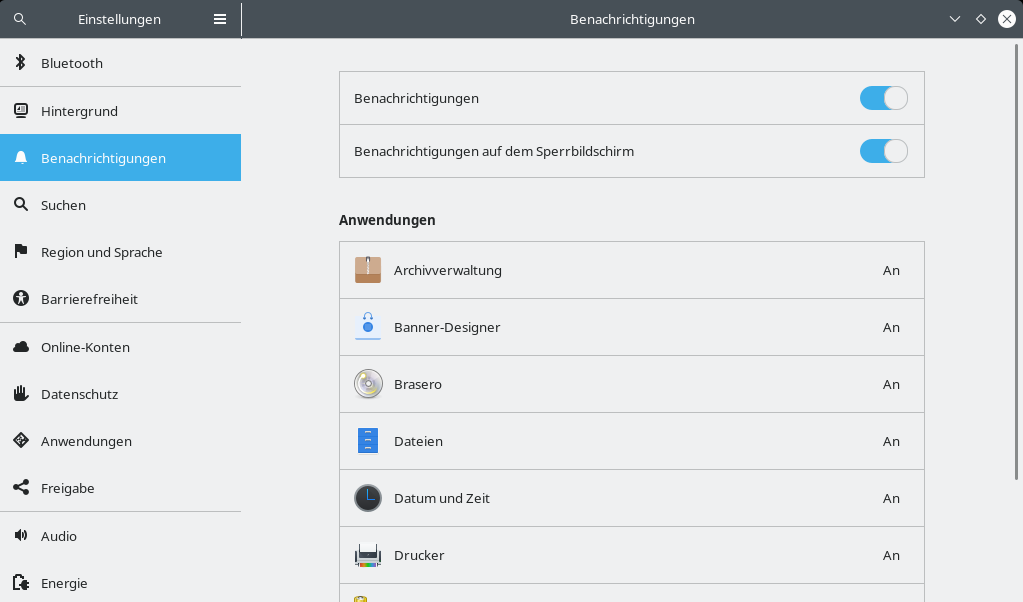 Einstellungen
Benachrichtigungen
Bluetooth
Hintergrund
Benachrichtigungen
Suchen
Region und Sprache
Barrierefreiheit
Online-Konten
Datenschutz
Anwendungen
Freigabe
Audio
Energie
Benachrichtigungen
Benachrichtigungen auf dem Sperrbildschirm
Anwendungen
Archivverwaltung An
Banner-Designer An
Brasero An
Dateien An
Datum und Zeit An
Drucker An